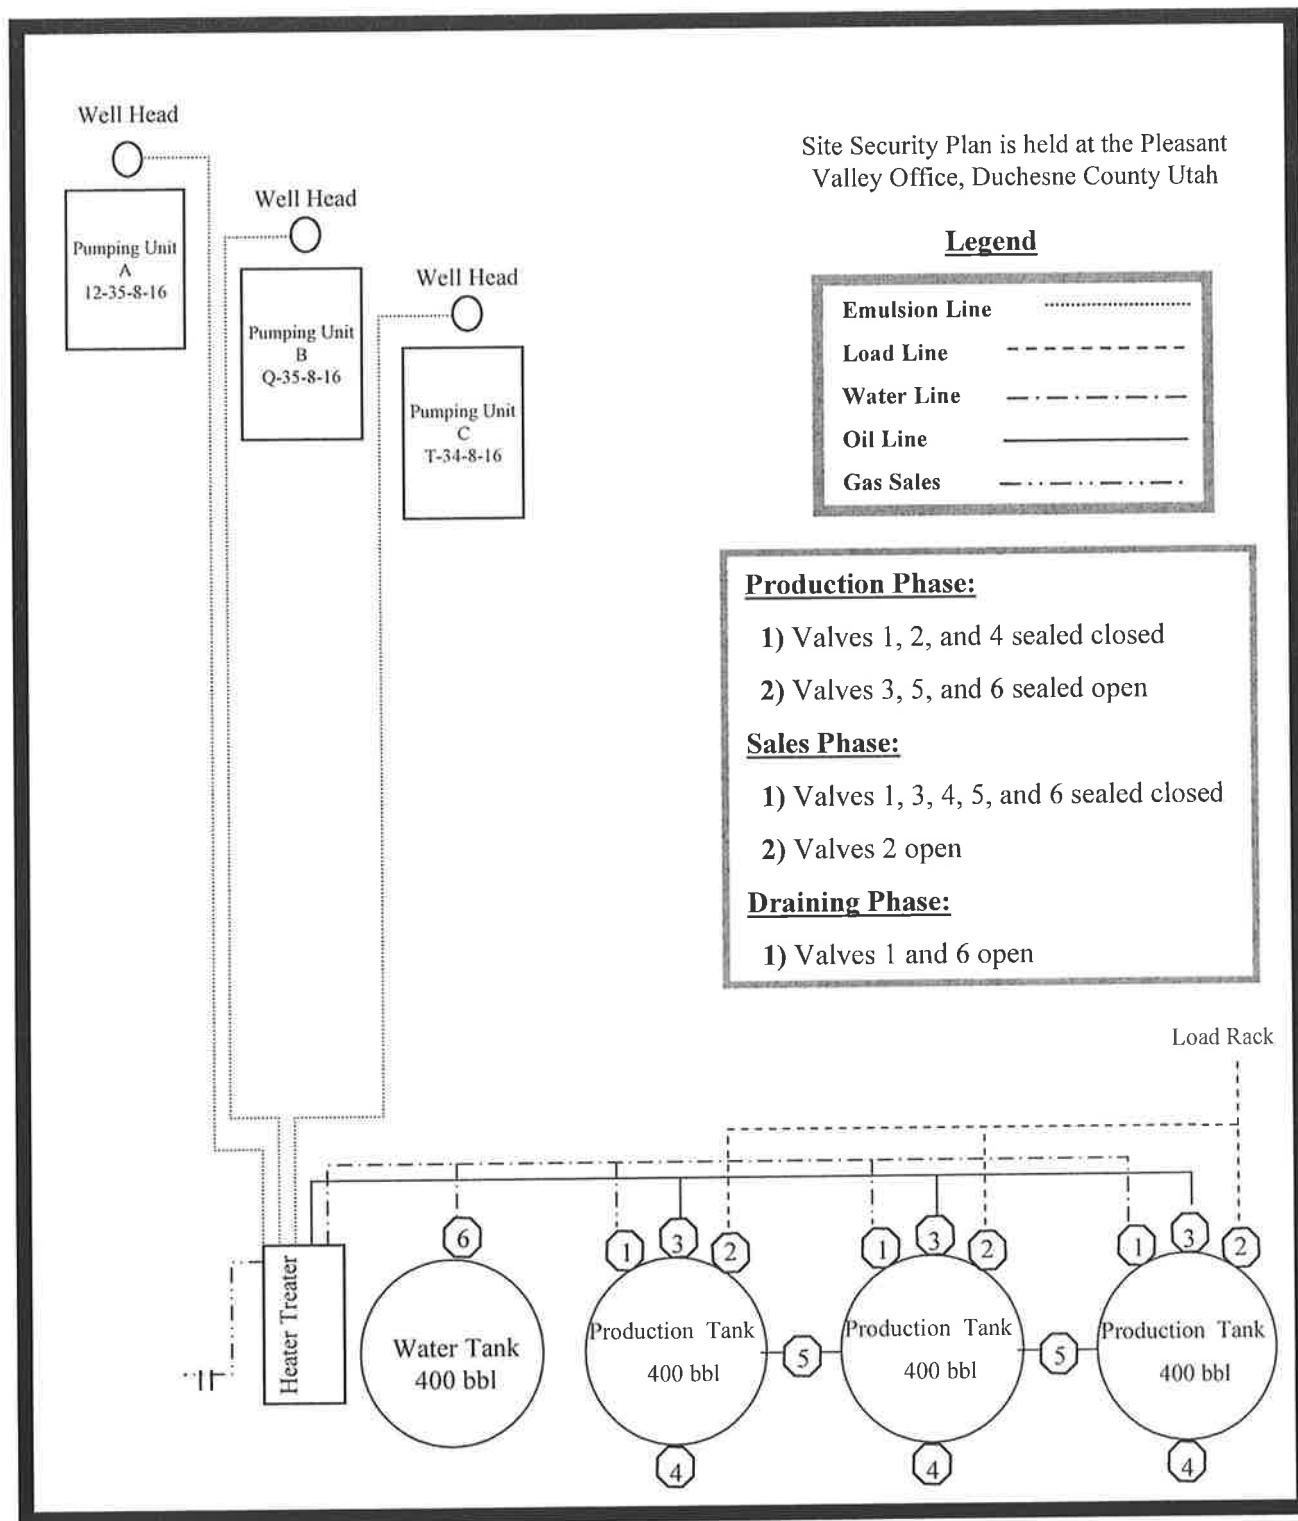 Well Head
Pumping Unit
A
12-35-8-16
Well Head
Pumping Unit
B
Q-35-8-16
Well Head
Pumping Unit
C
T-34-8-16
Site Security Plan is held at the Pleasant
Valley Office, Duchesne County Utah
Legend
Emulsion Line
Load Line
Water Line
Oil Line
Gas Sales
Production Phase:
1) Valves 1, 2, and 4 sealed closed
2) Valves 3, 5, and 6 sealed open
Sales Phase:
1) Valves 1, 3, 4, 5, and 6 sealed closed
2) Valves 2 open
Draining Phase:
1) Valves 1 and 6 open
Load Rack
Heater Treater
6
Water Tank
400 bbl
1
3
2
Production Tank
400 bbl
4
5
1
3
2
Production Tank
400 bbl
4
5
1
3
2
Production Tank
400 bbl
4